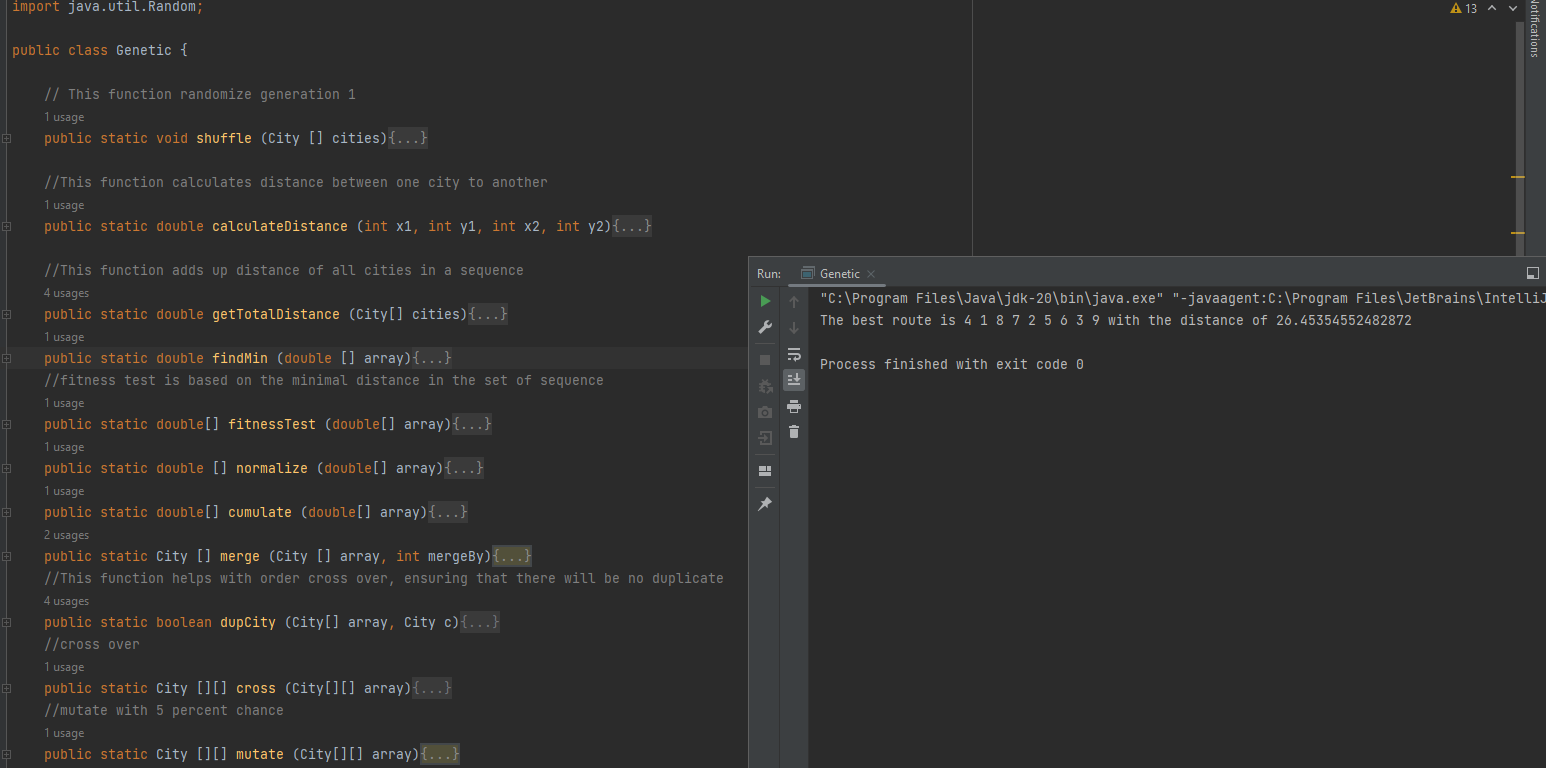 import java.util.Random;
public class Genetic {
// This function randomize generation 1
1 usage
public static void shuffle (City [] cities){...}
//This function calculates distance between one city to another
1 usage
public static double calculateDistance (int x1, int y1, int x2, int y2){...}
//This function adds up distance of all cities in a sequence
4 usages
public static double getTotalDistance (City[] cities){...}
1 usage
public static double findMin (double [] array){...}
//fitness test is based on the minimal distance in the set of sequence
1 usage
public static double[] fitnessTest (double[] array){...}
1 usage
public static double [] normalize (double[] array){...}
1 usage
public static double[] cumulate (double[] array){...}
2 usages
public static City [] merge (City [] array, int mergeBy){...}
//This function helps with order cross over, ensuring that there will be no duplicate
4 usages
public static boolean dupCity (City[] array, City c){...}
//cross over
1 usage
public static City [][] cross (City[][] array){...}
//mutate with 5 percent chance
1 usage
public static City [][] mutate (City[][] array){...}
13
Notifications
Run: Genetic
"C:\Program Files\Java\jdk-20\bin\java.exe" "-javaagent:C:\Program Files\JetBrains\IntelliJ
The best route is 4 1 8 7 2 5 6 3 9 with the distance of 26.45354552482872
Process finished with exit code 0